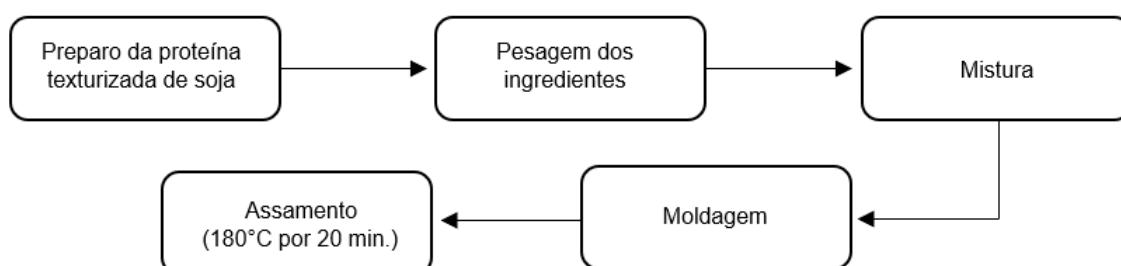 Preparo da proteína
texturizada de soja
Pesagem dos
ingredientes
Mistura
Moldagem
Assamento
(180°C por 20 min.)